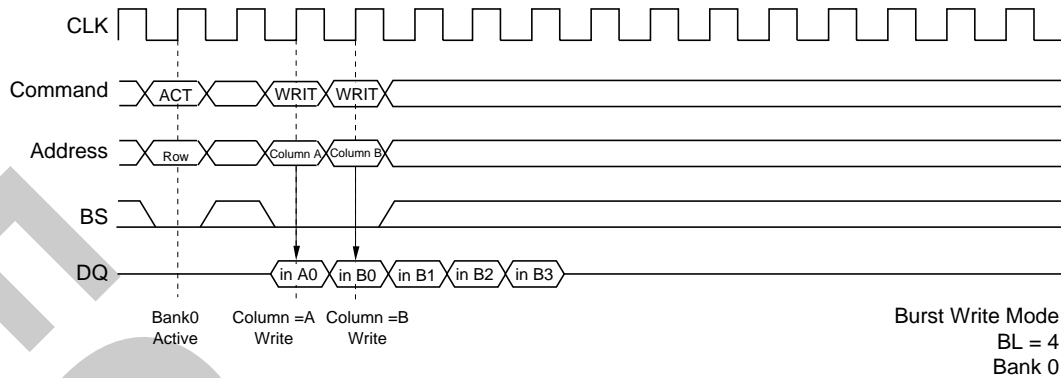 CLK
Command ACT WRIT WRIT
Address Row Column A Column B
BS
DQ in A0 in B0 in B1 in B2 in B3
Bank0 Column =A Column =B
Active Write Write
Burst Write Mode
BL = 4
Bank 0